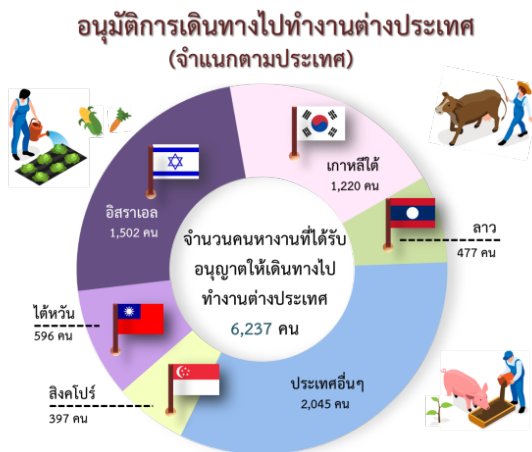 อนุมัติการเดินทางไปทำงานต่างประเทศ
(จำแนกตามประเทศ)
เกาหลีใต้
1,220 คน
ลาว
477 คน
อิสราเอล
1,502 คน
จำนวนคนหางานที่ได้รับ
อนุญาตให้เดินทางไป
ทำงานต่างประเทศ
6,237 คน
ไต้หวัน
596 คน
สิงคโปร์
397 คน
ประเทศอื่นๆ
2,045 คน